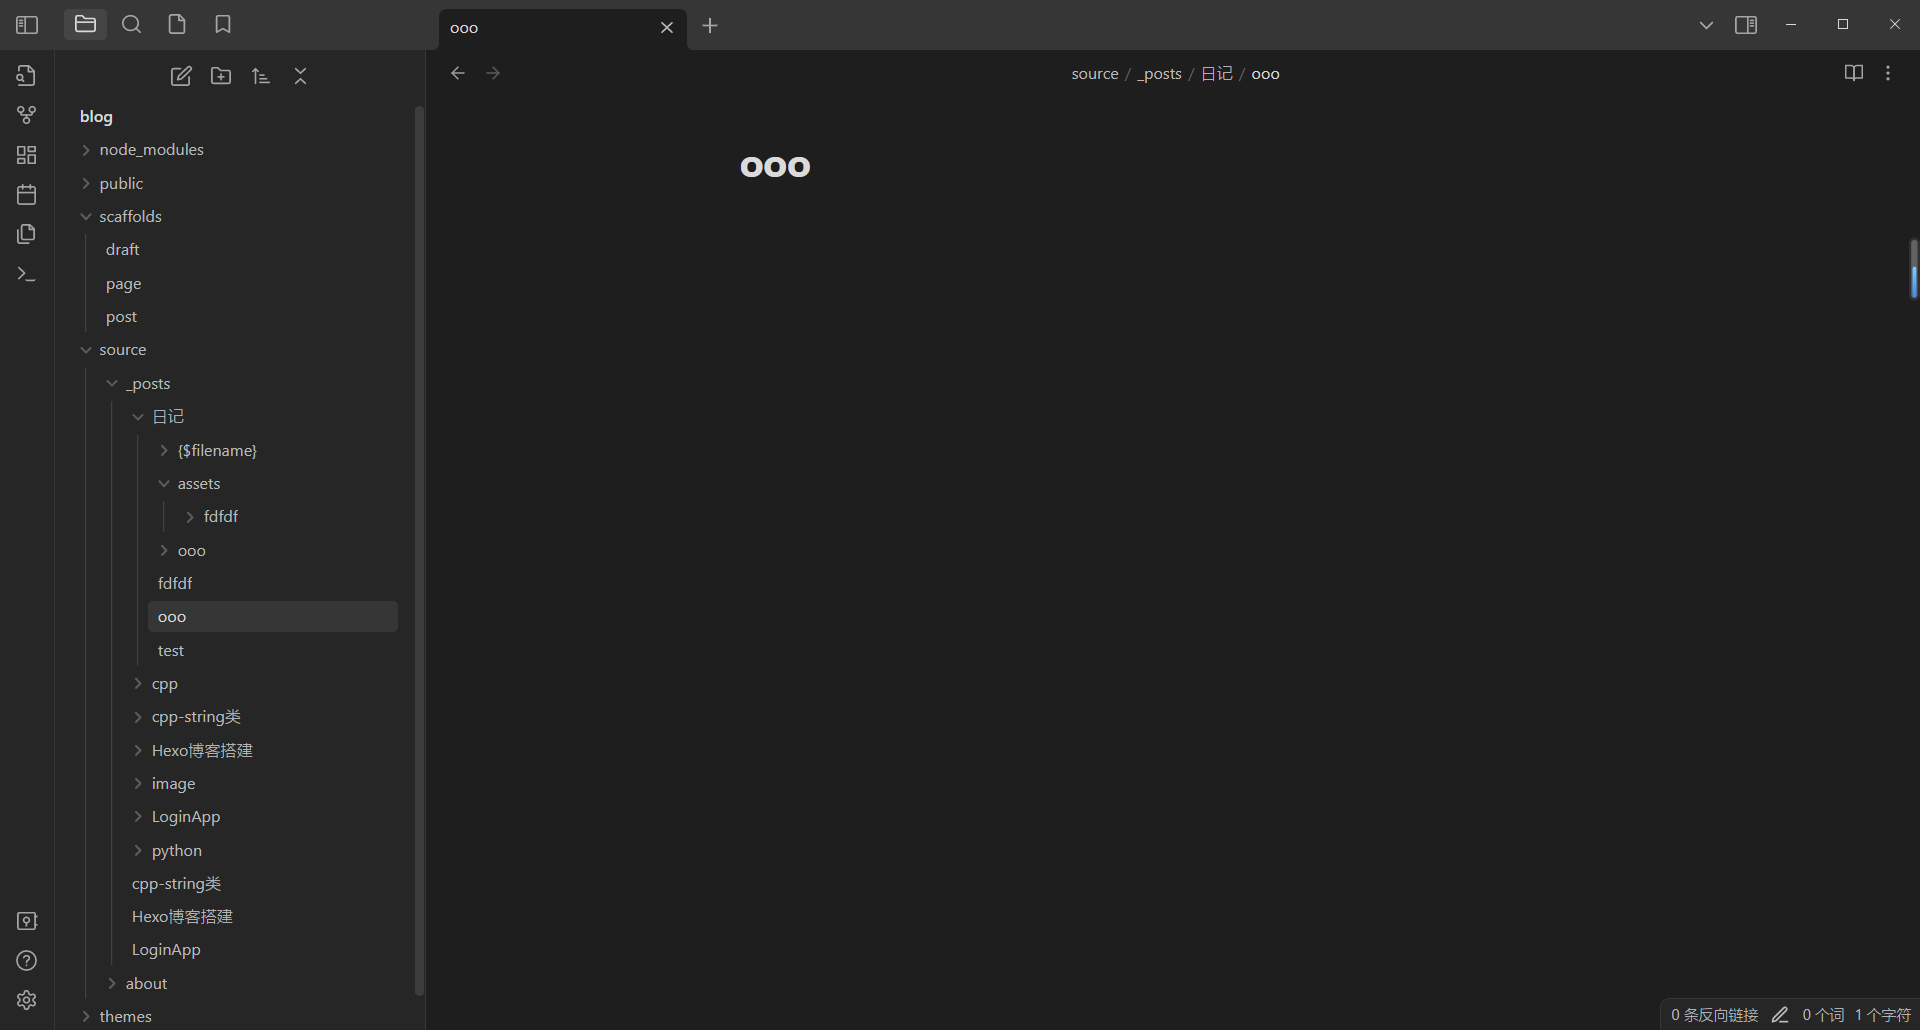 ooo
source / _posts / 日记 / ooo
blog
node_modules
public
scaffolds
draft
page
post
source
_posts
日记
{$filename}
assets
fdfdf
ooo
fdfdf
ooo
test
cpp
cpp-string类
Hexo博客搭建
image
LoginApp
python
cpp-string类
Hexo博客搭建
LoginApp
about
themes
ooo
0 条反向链接 0 个词 1 个字符